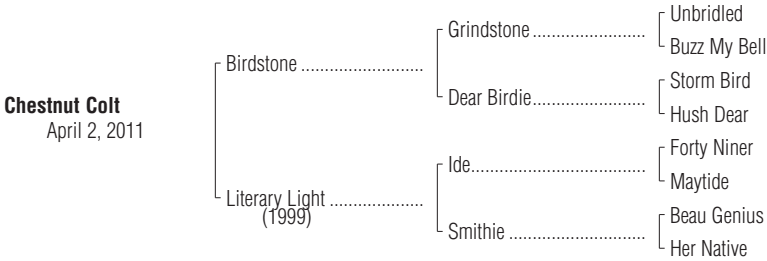 Chestnut Colt
April 2, 2011
Birdstone ..........................
Literary Light ....................
(1999)
Grindstone ........................
Dear Birdie........................
Ide.....................................
Smithie .............................
Unbridled
Buzz My Bell
Storm Bird
Hush Dear
Forty Niner
Maytide
Beau Genius
Her Native